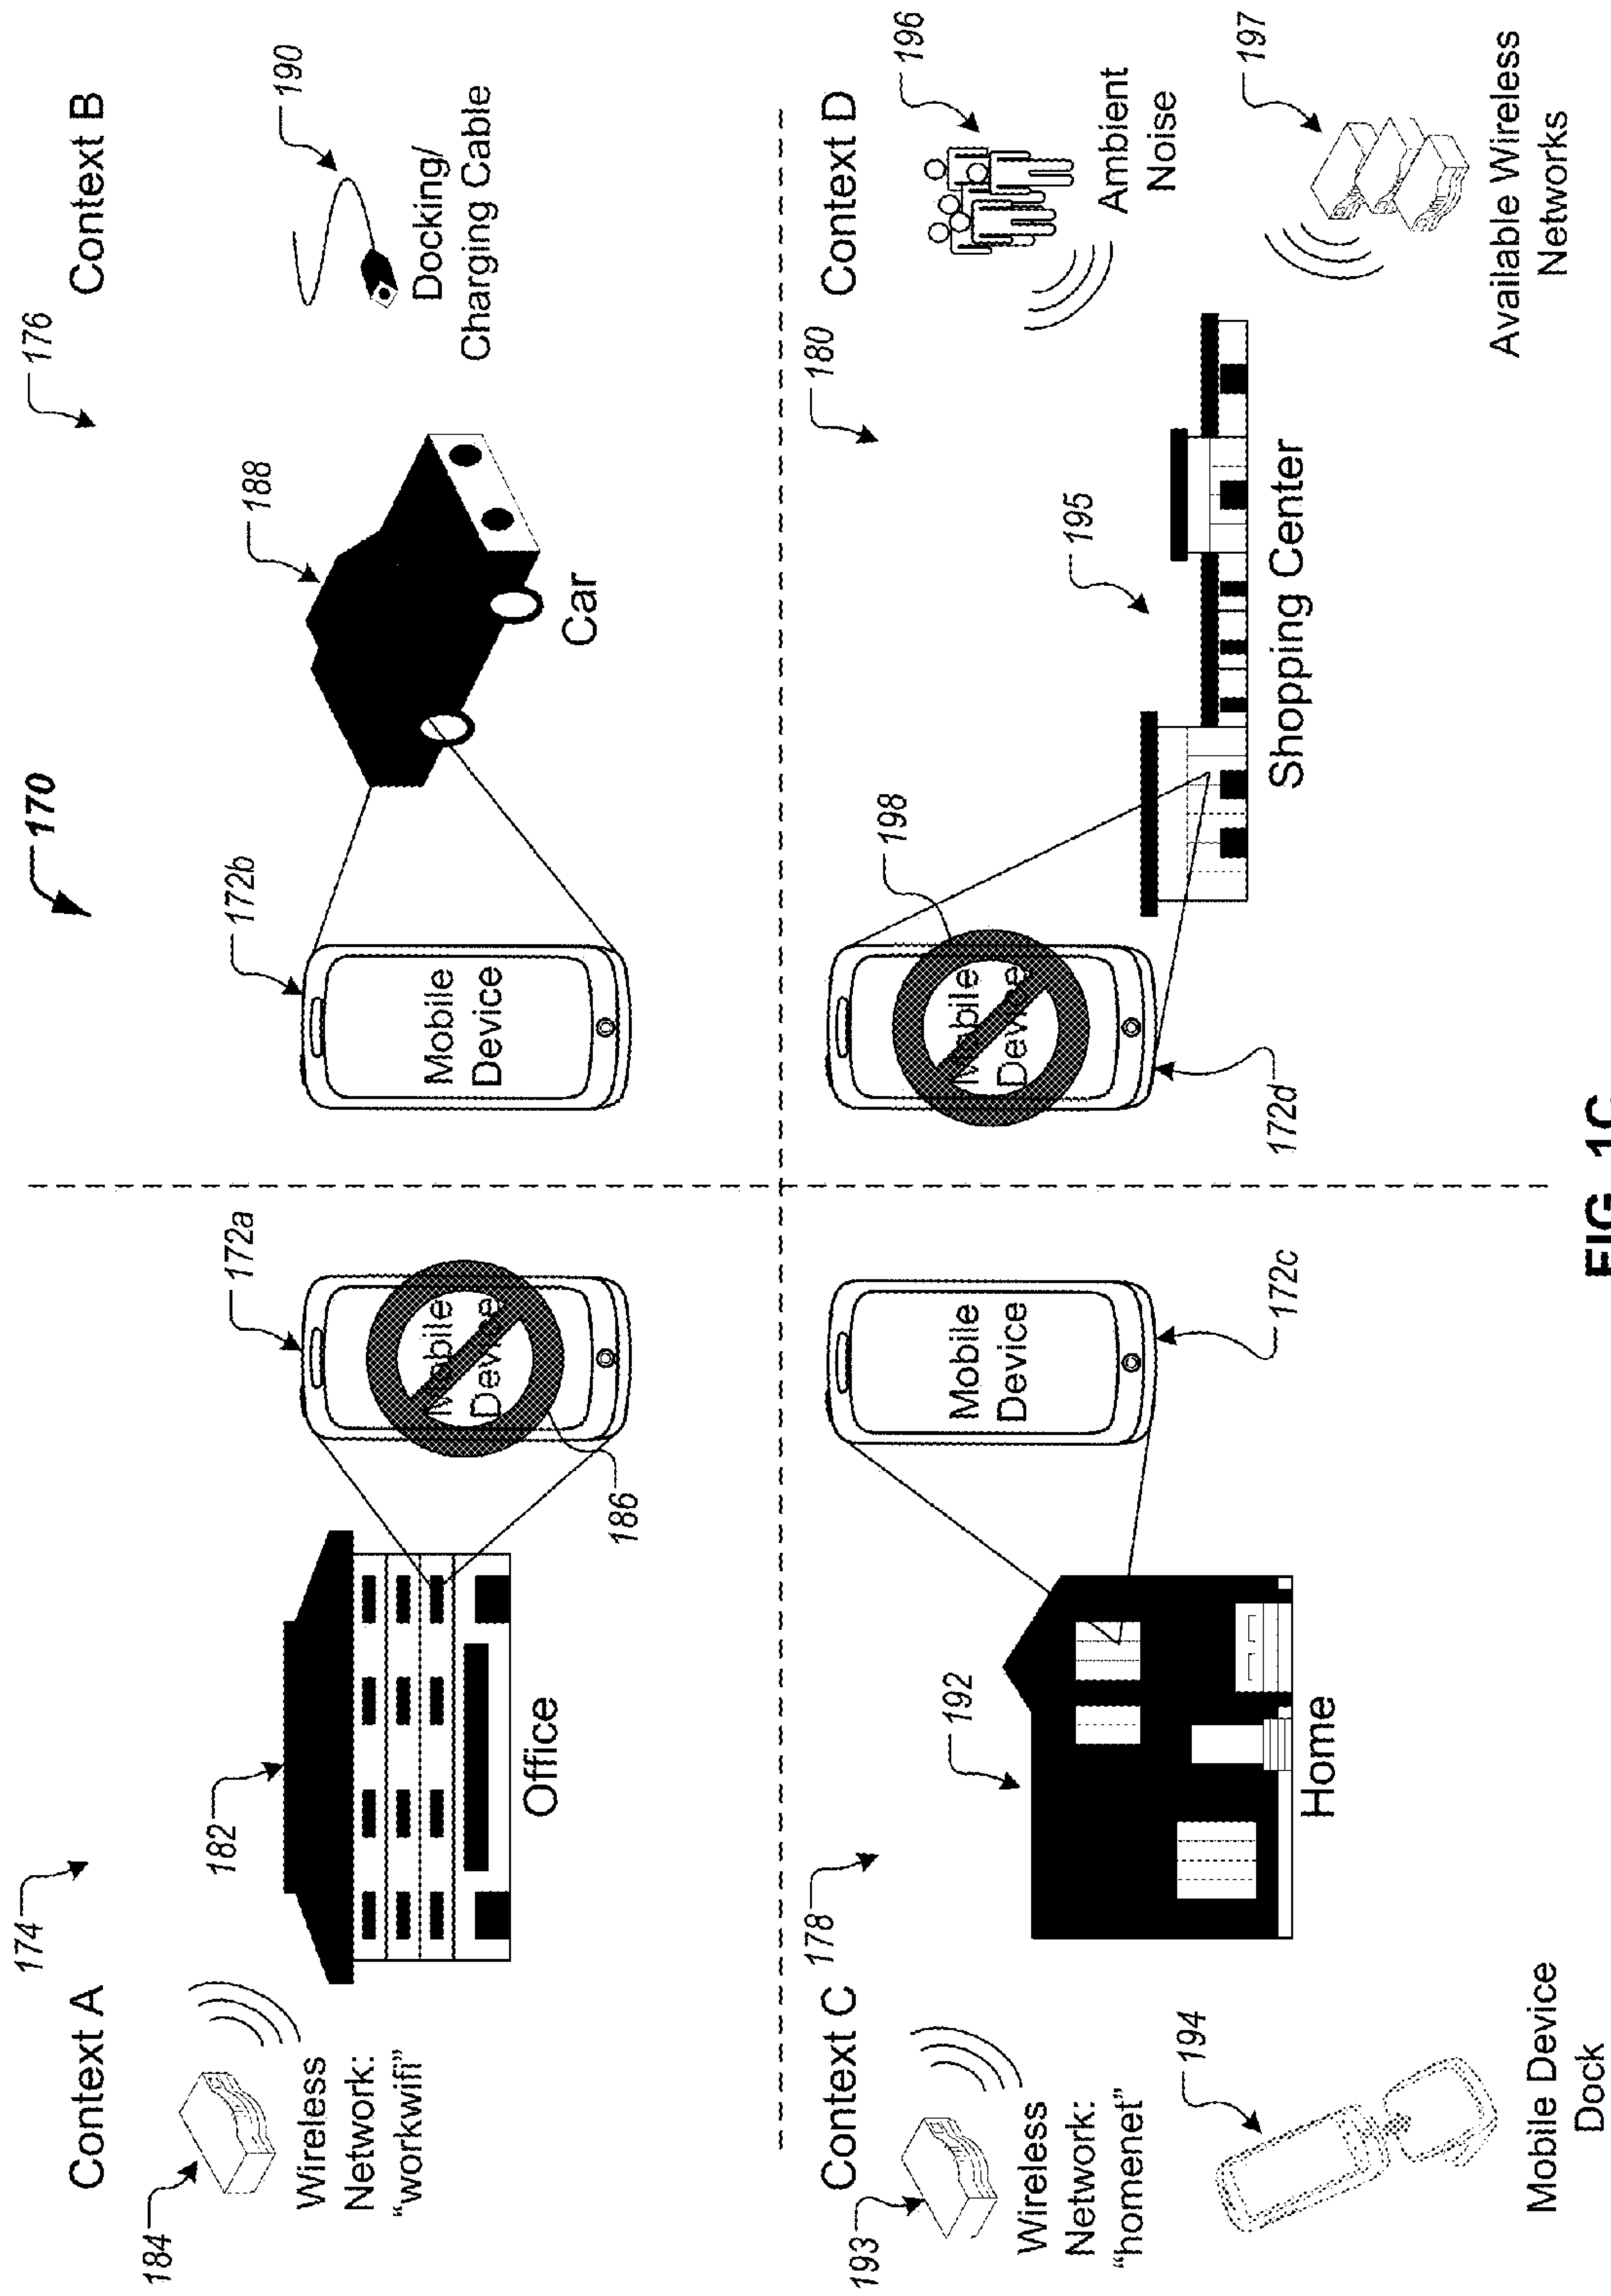 170
Context A
174
184
Wireless
Network:
“workwifi”
182
Office
172a
Mobile
Device
186
Context B
176
172b
Mobile
Device
188
Car
190
Docking/
Charging Cable
Context C
178
193
Wireless
Network:
“homenet”
194
Mobile Device
Dock
192
Home
Mobile
Device
172c
Context D
180
198
Mobile
Device
172d
195
Shopping Center
196
Ambient
Noise
197
Available Wireless
Networks
FIG. 1C